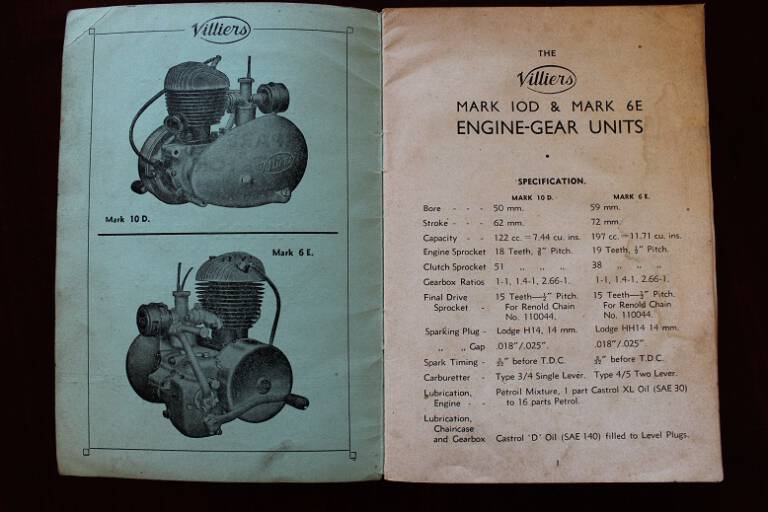 Villiers
Mark 10 D.
Mark 6 E.
THE
Villiers
MARK 10D & MARK 6E
ENGINE-GEAR UNITS
SPECIFICATION.
MARK 10 D. MARK 6 E.
Bore - - - 50 mm. 59 mm.
Stroke - - - 62 mm. 72 mm.
Capacity - - 122 cc. = 7.44 cu. ins. 197 cc. = 11.71 cu. ins.
Engine Sprocket 18 Teeth, Pitch. 19 Teeth, Pitch.
Clutch Sprocket 51 „ „ „ 38 „ „ „
Gearbox Ratios 1-1, 1.4-1, 2.66-1. 1-1, 1.4-1, 2.66-1.
Final Drive 15 Teeth—½″ Pitch. 15 Teeth—½″ Pitch.
Sprocket - For Renold Chain For Renold Chain
No. 110044. No. 110044.
Sparking Plug - Lodge H14, 14 mm. Lodge HH14 14 mm.
„ „ Gap .018″/.025″. .018″/.025″.
Spark Timing - before T.D.C. before T.D.C.
Carburetter - Type 3/4 Single Lever. Type 4/5 Two Lever.
Lubrication, Petroil Mixture, 1 part Castrol XL Oil (SAE 30)
Engine - - to 16 parts Petrol.
Lubrication,
Chaincase
and Gearbox Castrol 'D' Oil (SAE 140) filled to Level Plugs.
1